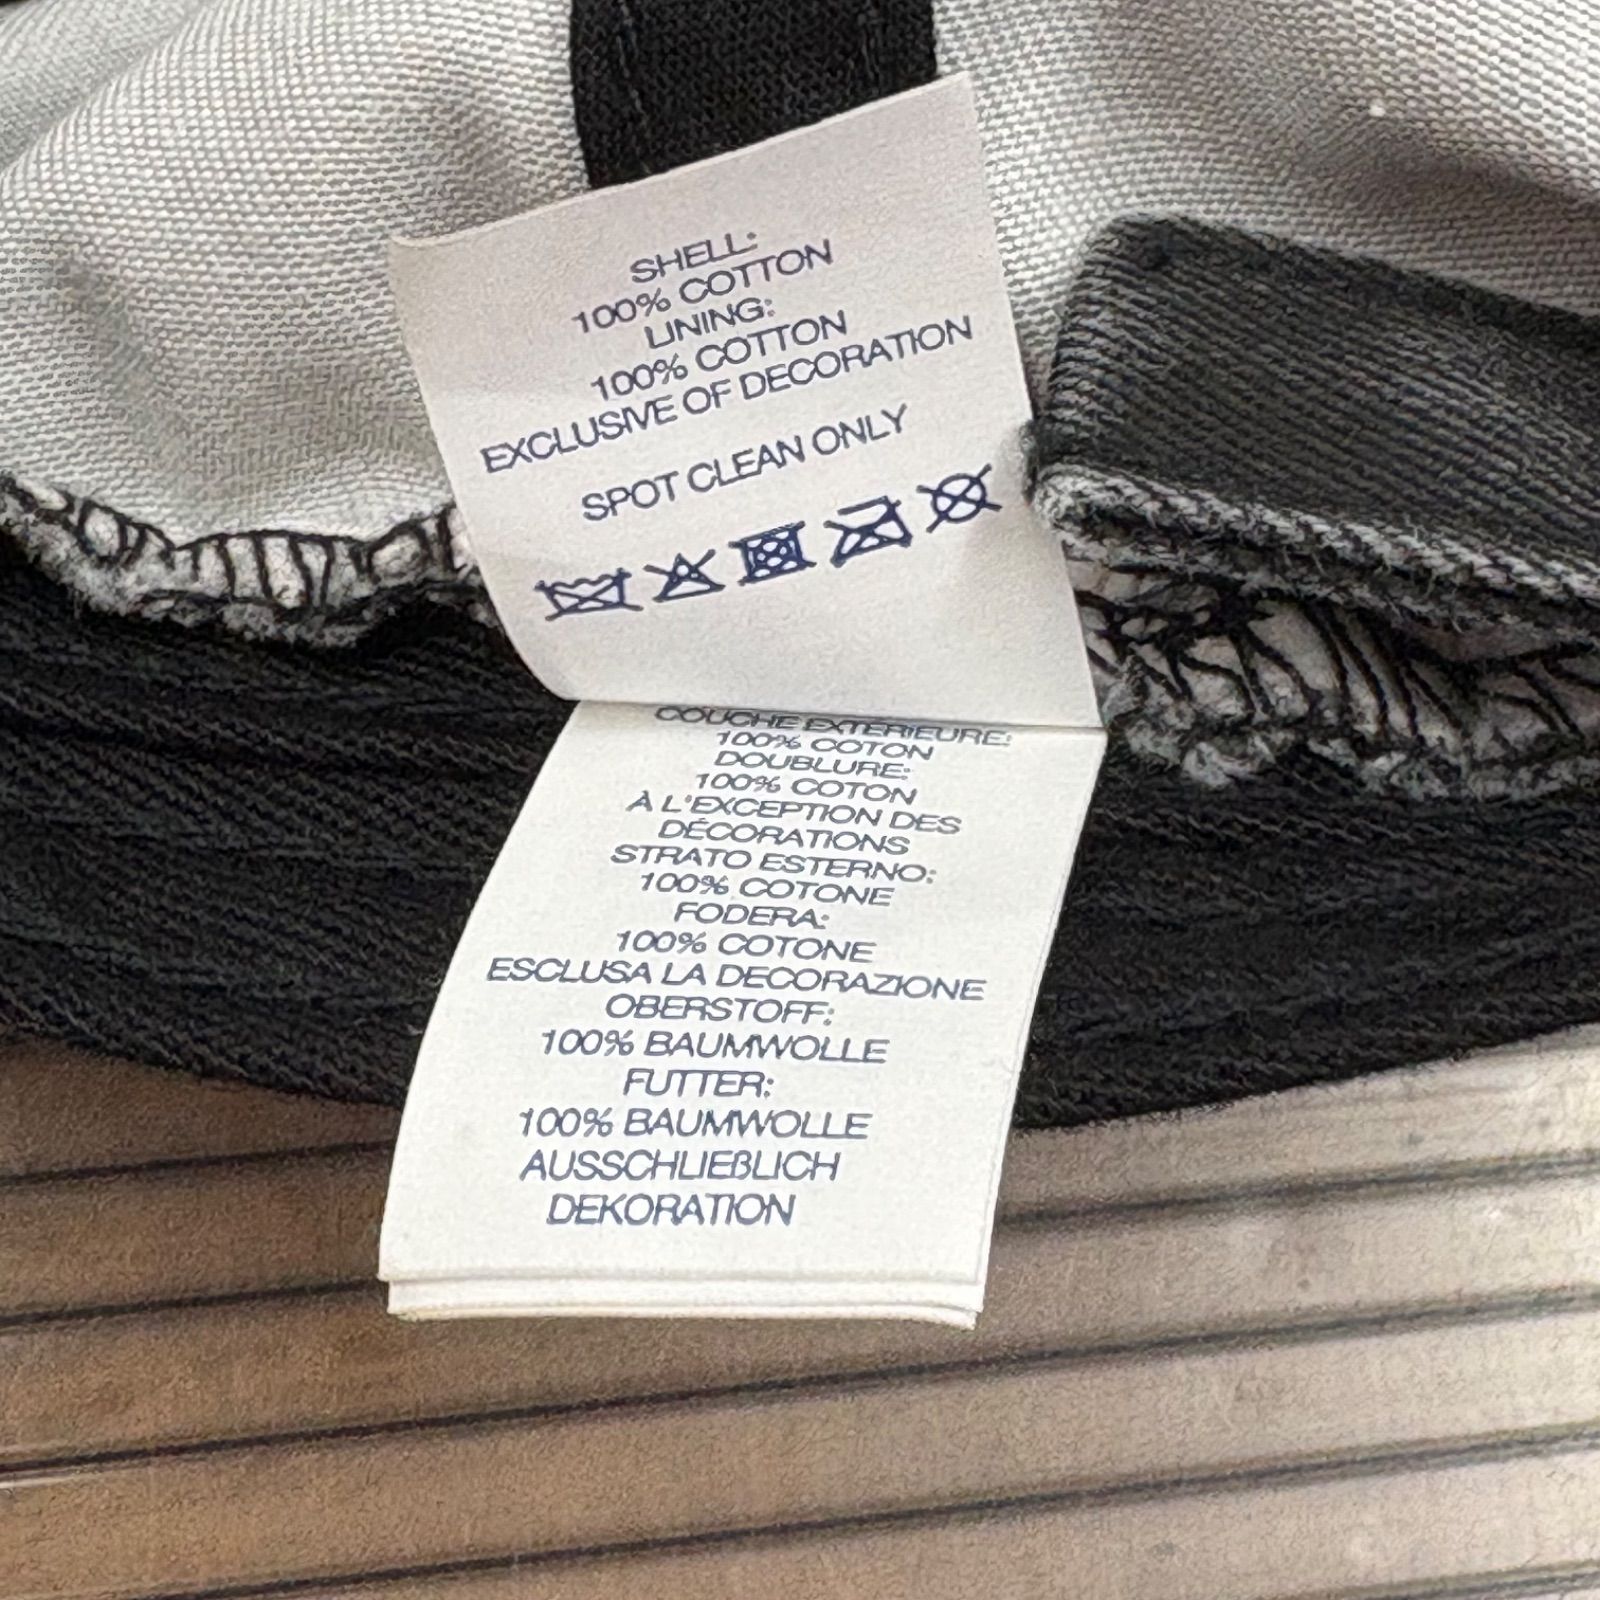 SHELL:
100% COTTON
LINING:
100% COTTON
EXCLUSIVE OF DECORATION
SPOT CLEAN ONLY
COUCHE EXTÉRIEURE:
100% COTON
DOUBLURE:
100% COTON
À L'EXCEPTION DES
DÉCORATIONS
STRATO ESTERNO:
100% COTONE
FODERA:
100% COTONE
ESCLUSA LA DECORAZIONE
OBERSTOFF:
100% BAUMWOLLE
FUTTER:
100% BAUMWOLLE
AUSSCHLIEßLICH
DEKORATION